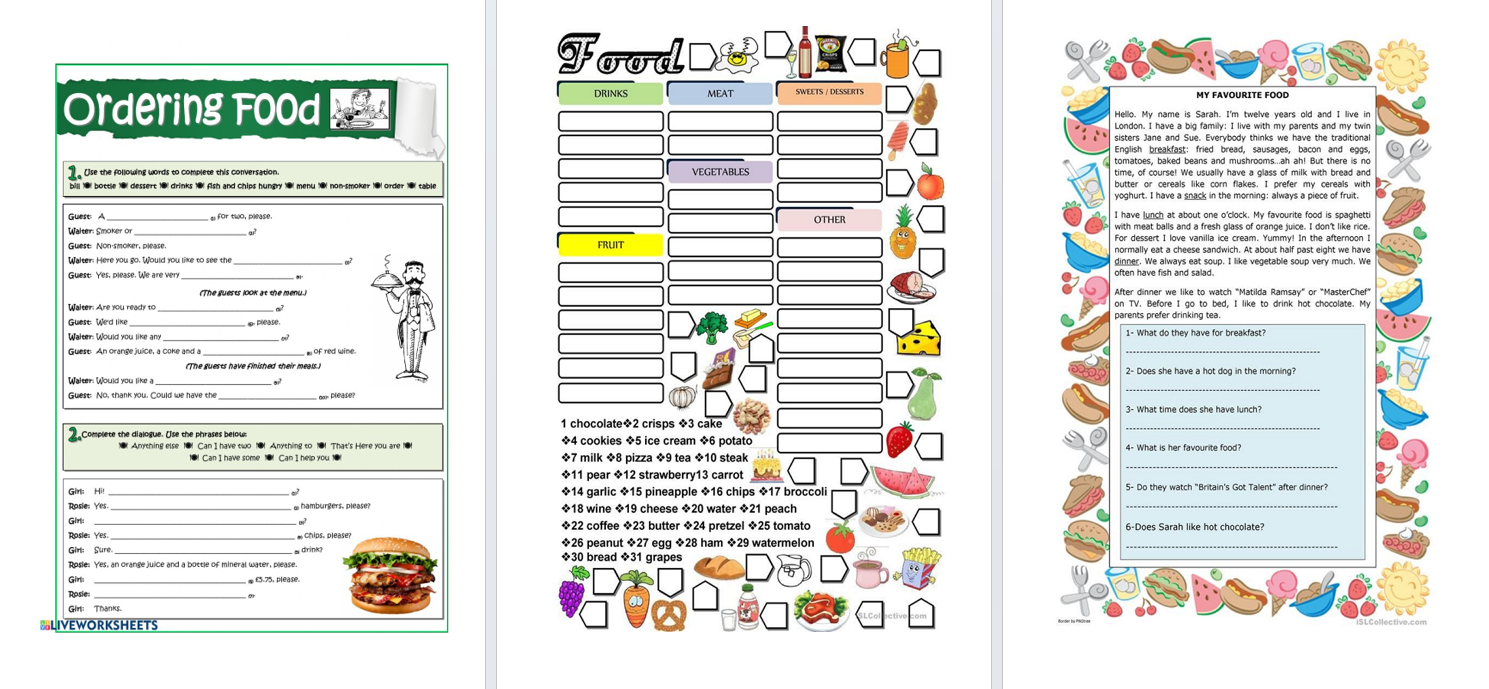 Ordering Food
1. Use the following words to complete this conversation.
bill bottle dessert drinks fish and chips hungry menu non-smoker order table
Guest: A ____________________ for two, please.
Waiter: Smoker or ____________________ ?
Guest: Non-smoker, please.
Waiter: Here you go. Would you like to see the ____________________ ?
Guest: Yes, please. We are very ____________________ .
(The guests look at the menu.)
Waiter: Are you ready to ____________________ ?
Guest: We'd like ____________________ , please.
Waiter: Would you like any ____________________ ?
Guest: An orange juice, a coke and a ____________________ of red wine.
(The guests have finished their meals.)
Waiter: Would you like a ____________________ ?
Guest: No, thank you. Could we have the ____________________ , please?
2. Complete the dialogue. Use the phrases below:
Anything else Can I have two Anything to That's Here you are
Can I have some Can I help you
Girl: Hi! ____________________ ?
Rosie: Yes. ____________________ hamburgers, please?
Girl: ____________________ ?
Rosie: Yes. ____________________ chips, please?
Girl: Sure. ____________________ drink?
Rosie: Yes, an orange juice and a bottle of mineral water, please.
Girl: ____________________ £5.75, please.
Rosie: ____________________ .
Girl: Thanks.
LIVEWORKSHEETS
Food
DRINKS MEAT SWEETS / DESSERTS
VEGETABLES
OTHER
FRUIT
1 chocolate❖2 crisps ❖3 cake
❖4 cookies ❖5 ice cream ❖6 potato
❖7 milk ❖8 pizza ❖9 tea ❖10 steak
❖11 pear ❖12 strawberry13 carrot
❖14 garlic ❖15 pineapple ❖16 chips ❖17 broccoli
❖18 wine ❖19 cheese ❖20 water ❖21 peach
❖22 coffee ❖23 butter ❖24 pretzel ❖25 tomato
❖26 peanut ❖27 egg ❖28 ham ❖29 watermelon
❖30 bread ❖31 grapes
iSLCollective.com
MY FAVOURITE FOOD
Hello. My name is Sarah. I'm twelve years old and I live in
London. I have a big family: I live with my parents and my twin
sisters Jane and Sue. Everybody thinks we have the traditional
English breakfast: fried bread, sausages, bacon and eggs,
tomatoes, baked beans and mushrooms…ah ah! But there is no
time, of course! We usually have a glass of milk with bread and
butter or cereals like corn flakes. I prefer my cereals with
yoghurt. I have a snack in the morning: always a piece of fruit.
I have lunch at about one o'clock. My favourite food is spaghetti
with meat balls and a fresh glass of orange juice. I don't like rice.
For dessert I love vanilla ice cream. Yummy! In the afternoon I
normally eat a cheese sandwich. At about half past eight we have
dinner. We always eat soup. I like vegetable soup very much. We
often have fish and salad.
After dinner we like to watch "Matilda Ramsay" or "MasterChef"
on TV. Before I go to bed, I like to drink hot chocolate. My
parents prefer drinking tea.
1- What do they have for breakfast?
2- Does she have a hot dog in the morning?
3- What time does she have lunch?
4- What is her favourite food?
5- Do they watch "Britain's Got Talent" after dinner?
6-Does Sarah like hot chocolate?
Border by PNGtree
iSLCollective.com